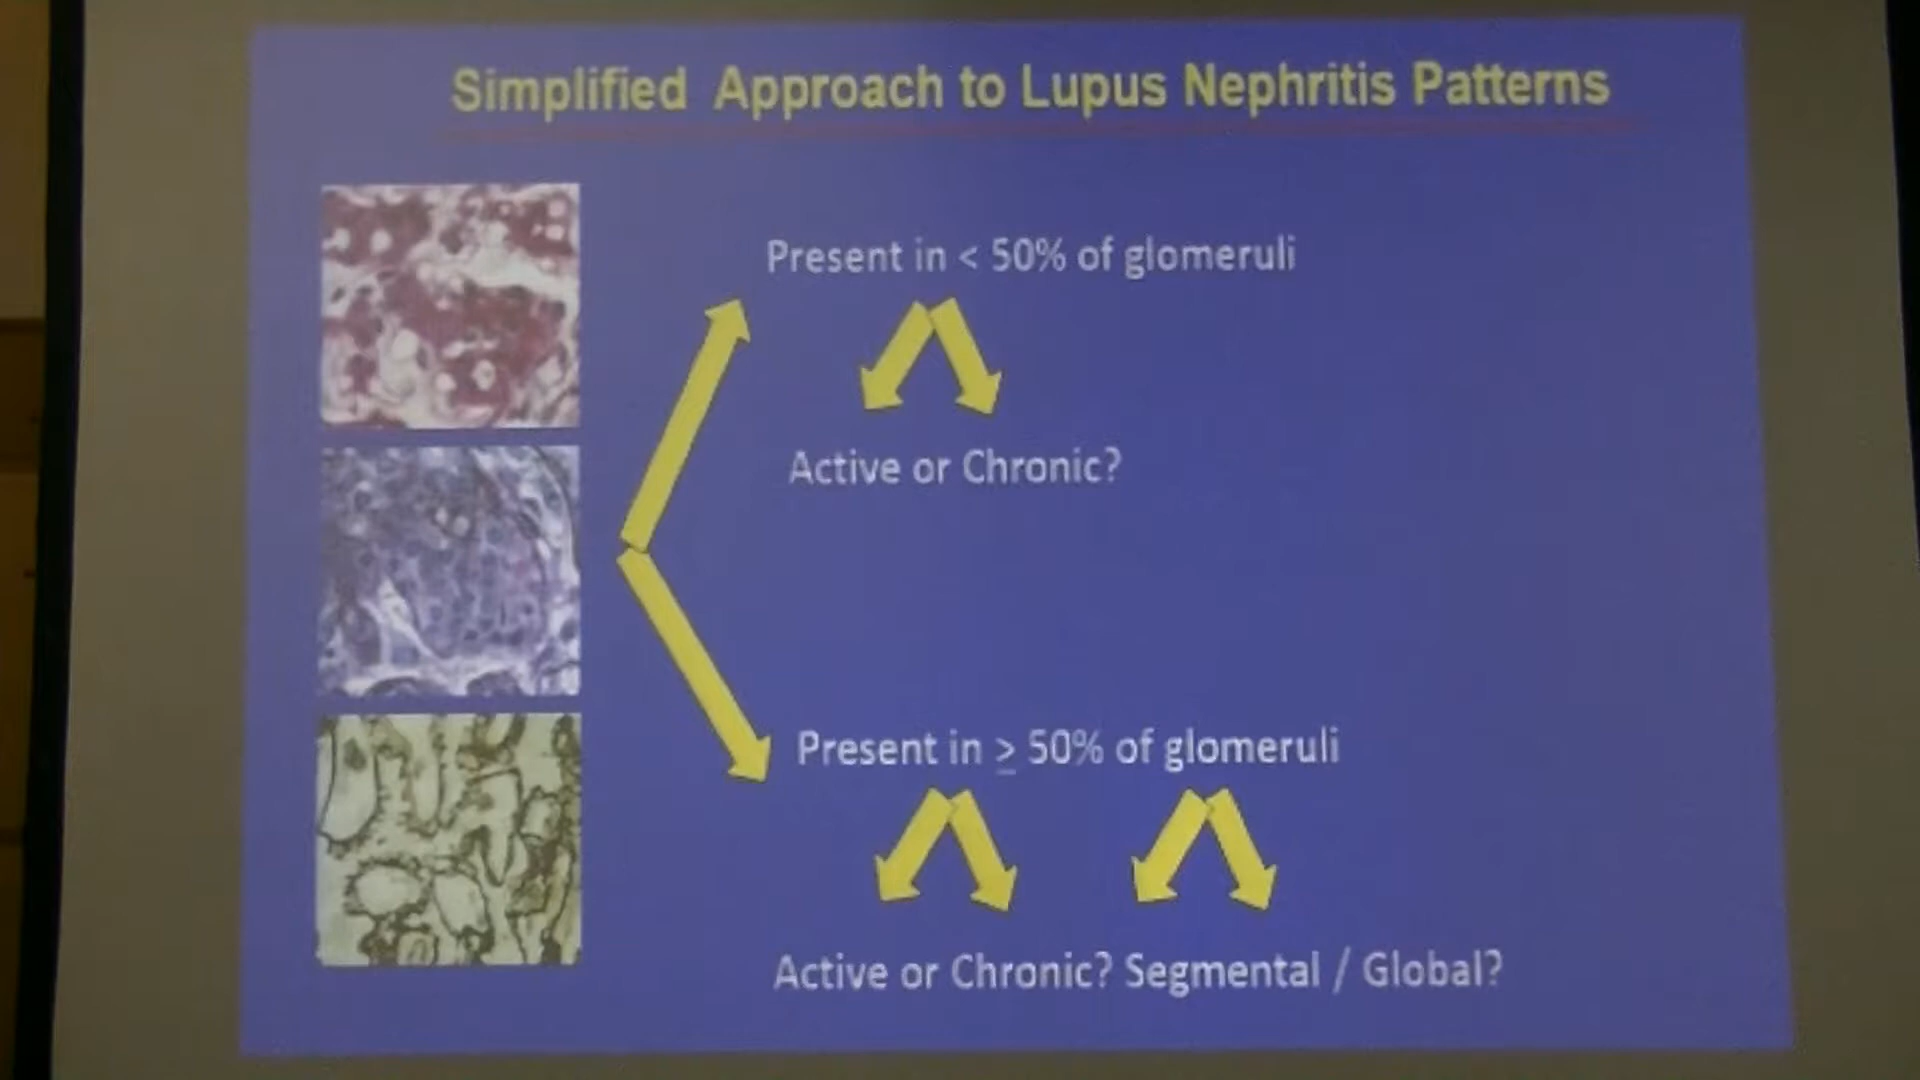 Simplified Approach to Lupus Nephritis Patterns
Present in < 50% of glomeruli
Active or Chronic?
Present in ≥ 50% of glomeruli
Active or Chronic? Segmental / Global?